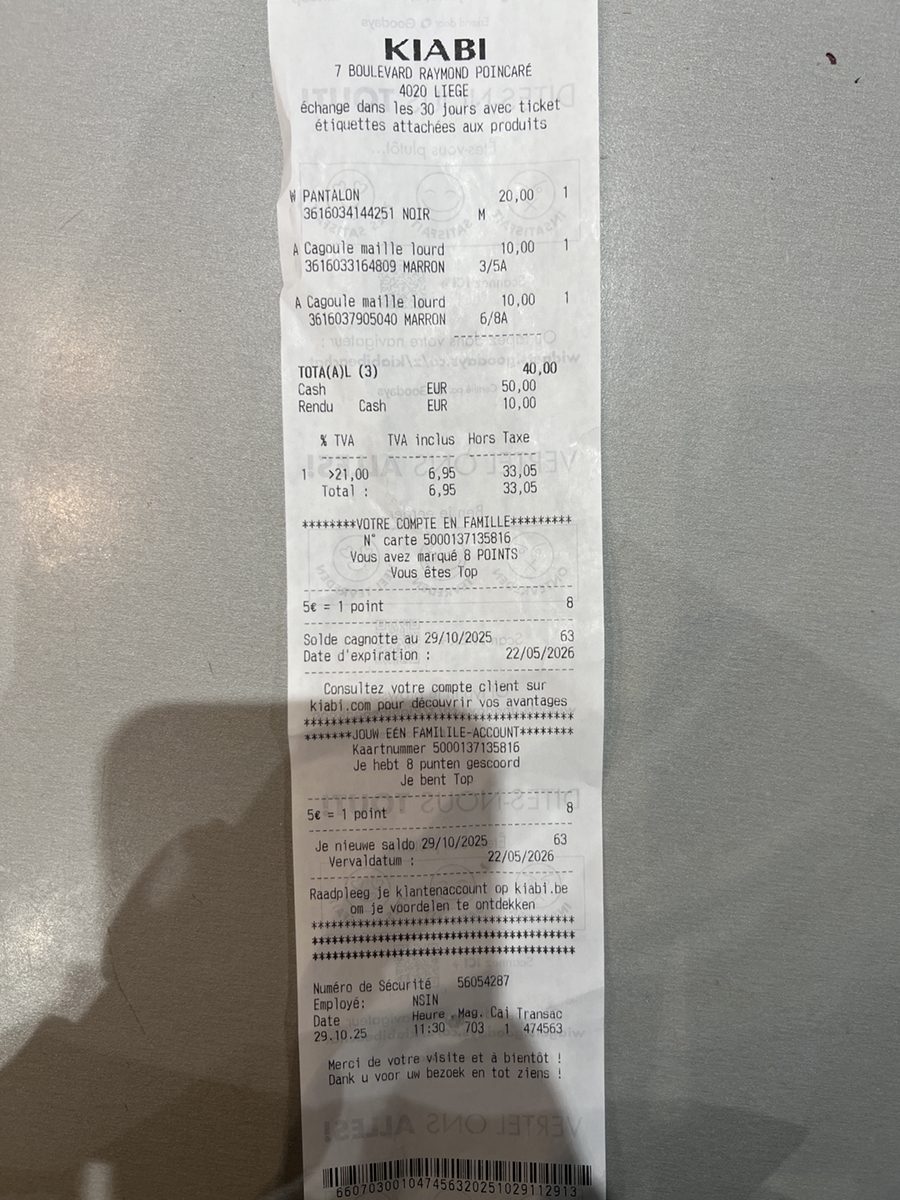 KIABI
7 BOULEVARD RAYMOND POINCARÉ
4020 LIEGE
échange dans les 30 jours avec ticket
étiquettes attachées aux produits
W PANTALON 20,00 1
3616034144251 NOIR M
A Cagoule maille lourd 10,00 1
3616033164809 MARRON 3/5A
A Cagoule maille lourd 10,00 1
3616037905040 MARRON 6/8A
TOTA(A)L (3) 40,00
Cash EUR 50,00
Rendu Cash EUR 10,00
% TVA TVA inclus Hors Taxe
1 >21,00 6,95 33,05
Total : 6,95 33,05
********VOTRE COMPTE EN FAMILLE*********
N° carte 5000137135816
Vous avez marqué 8 POINTS
Vous êtes Top
5€ = 1 point 8
Solde cagnotte au 29/10/2025 63
Date d'expiration : 22/05/2026
Consultez votre compte client sur
kiabi.com pour découvrir vos avantages
****************************************
*******JOUW EEN FAMILILE-ACCOUNT********
Kaartnummer 5000137135816
Je hebt 8 punten gescoord
Je bent Top
5€ = 1 point 8
Je nieuwe saldo 29/10/2025 63
Vervaldatum : 22/05/2026
Raadpleeg je klantenaccount op kiabi.be
om je voordelen te ontdekken
****************************************
****************************************
****************************************
Numéro de Sécurité 56054287
Employé: NSIN
Date Heure Mag. Cai Transac
29.10.25 11:30 703 1 474563
Merci de votre visite et à bientôt !
Dank u voor uw bezoek en tot ziens !
660703001047456320251029112913